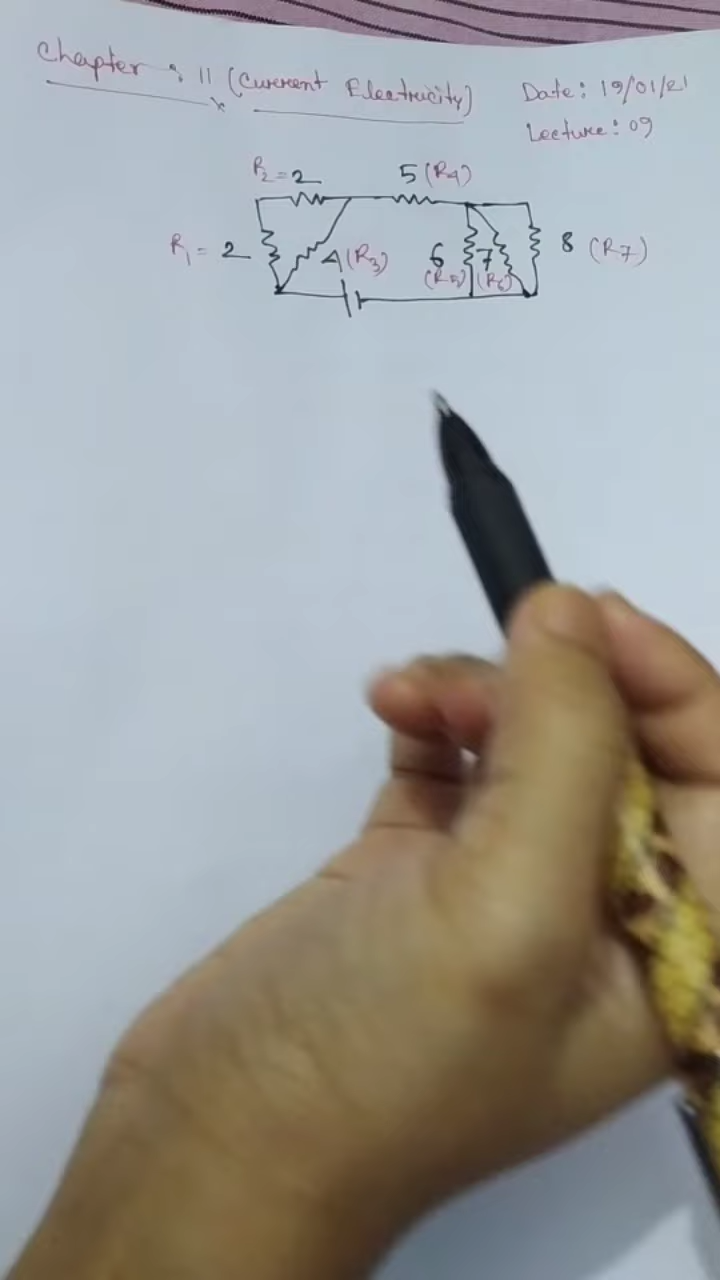 Chapter : 11 (Current Electricity)
Date: 19/01/21
Lecture: 09
R2 = 2
5 (R4)
R1 = 2
4 (R3)
6 (R5)
7 (R6)
8 (R7)